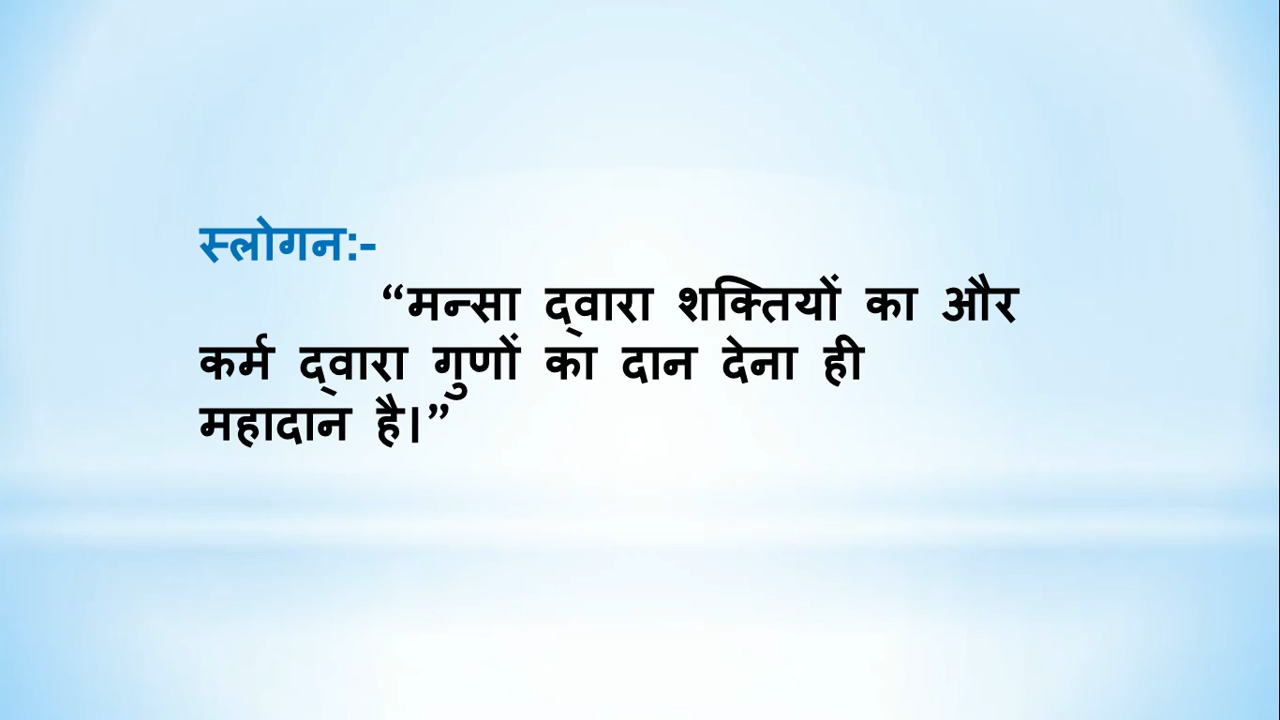 स्लोगन:-
“मन्सा द्वारा शक्तियों का और
कर्म द्वारा गुणों का दान देना ही
महादान है।”